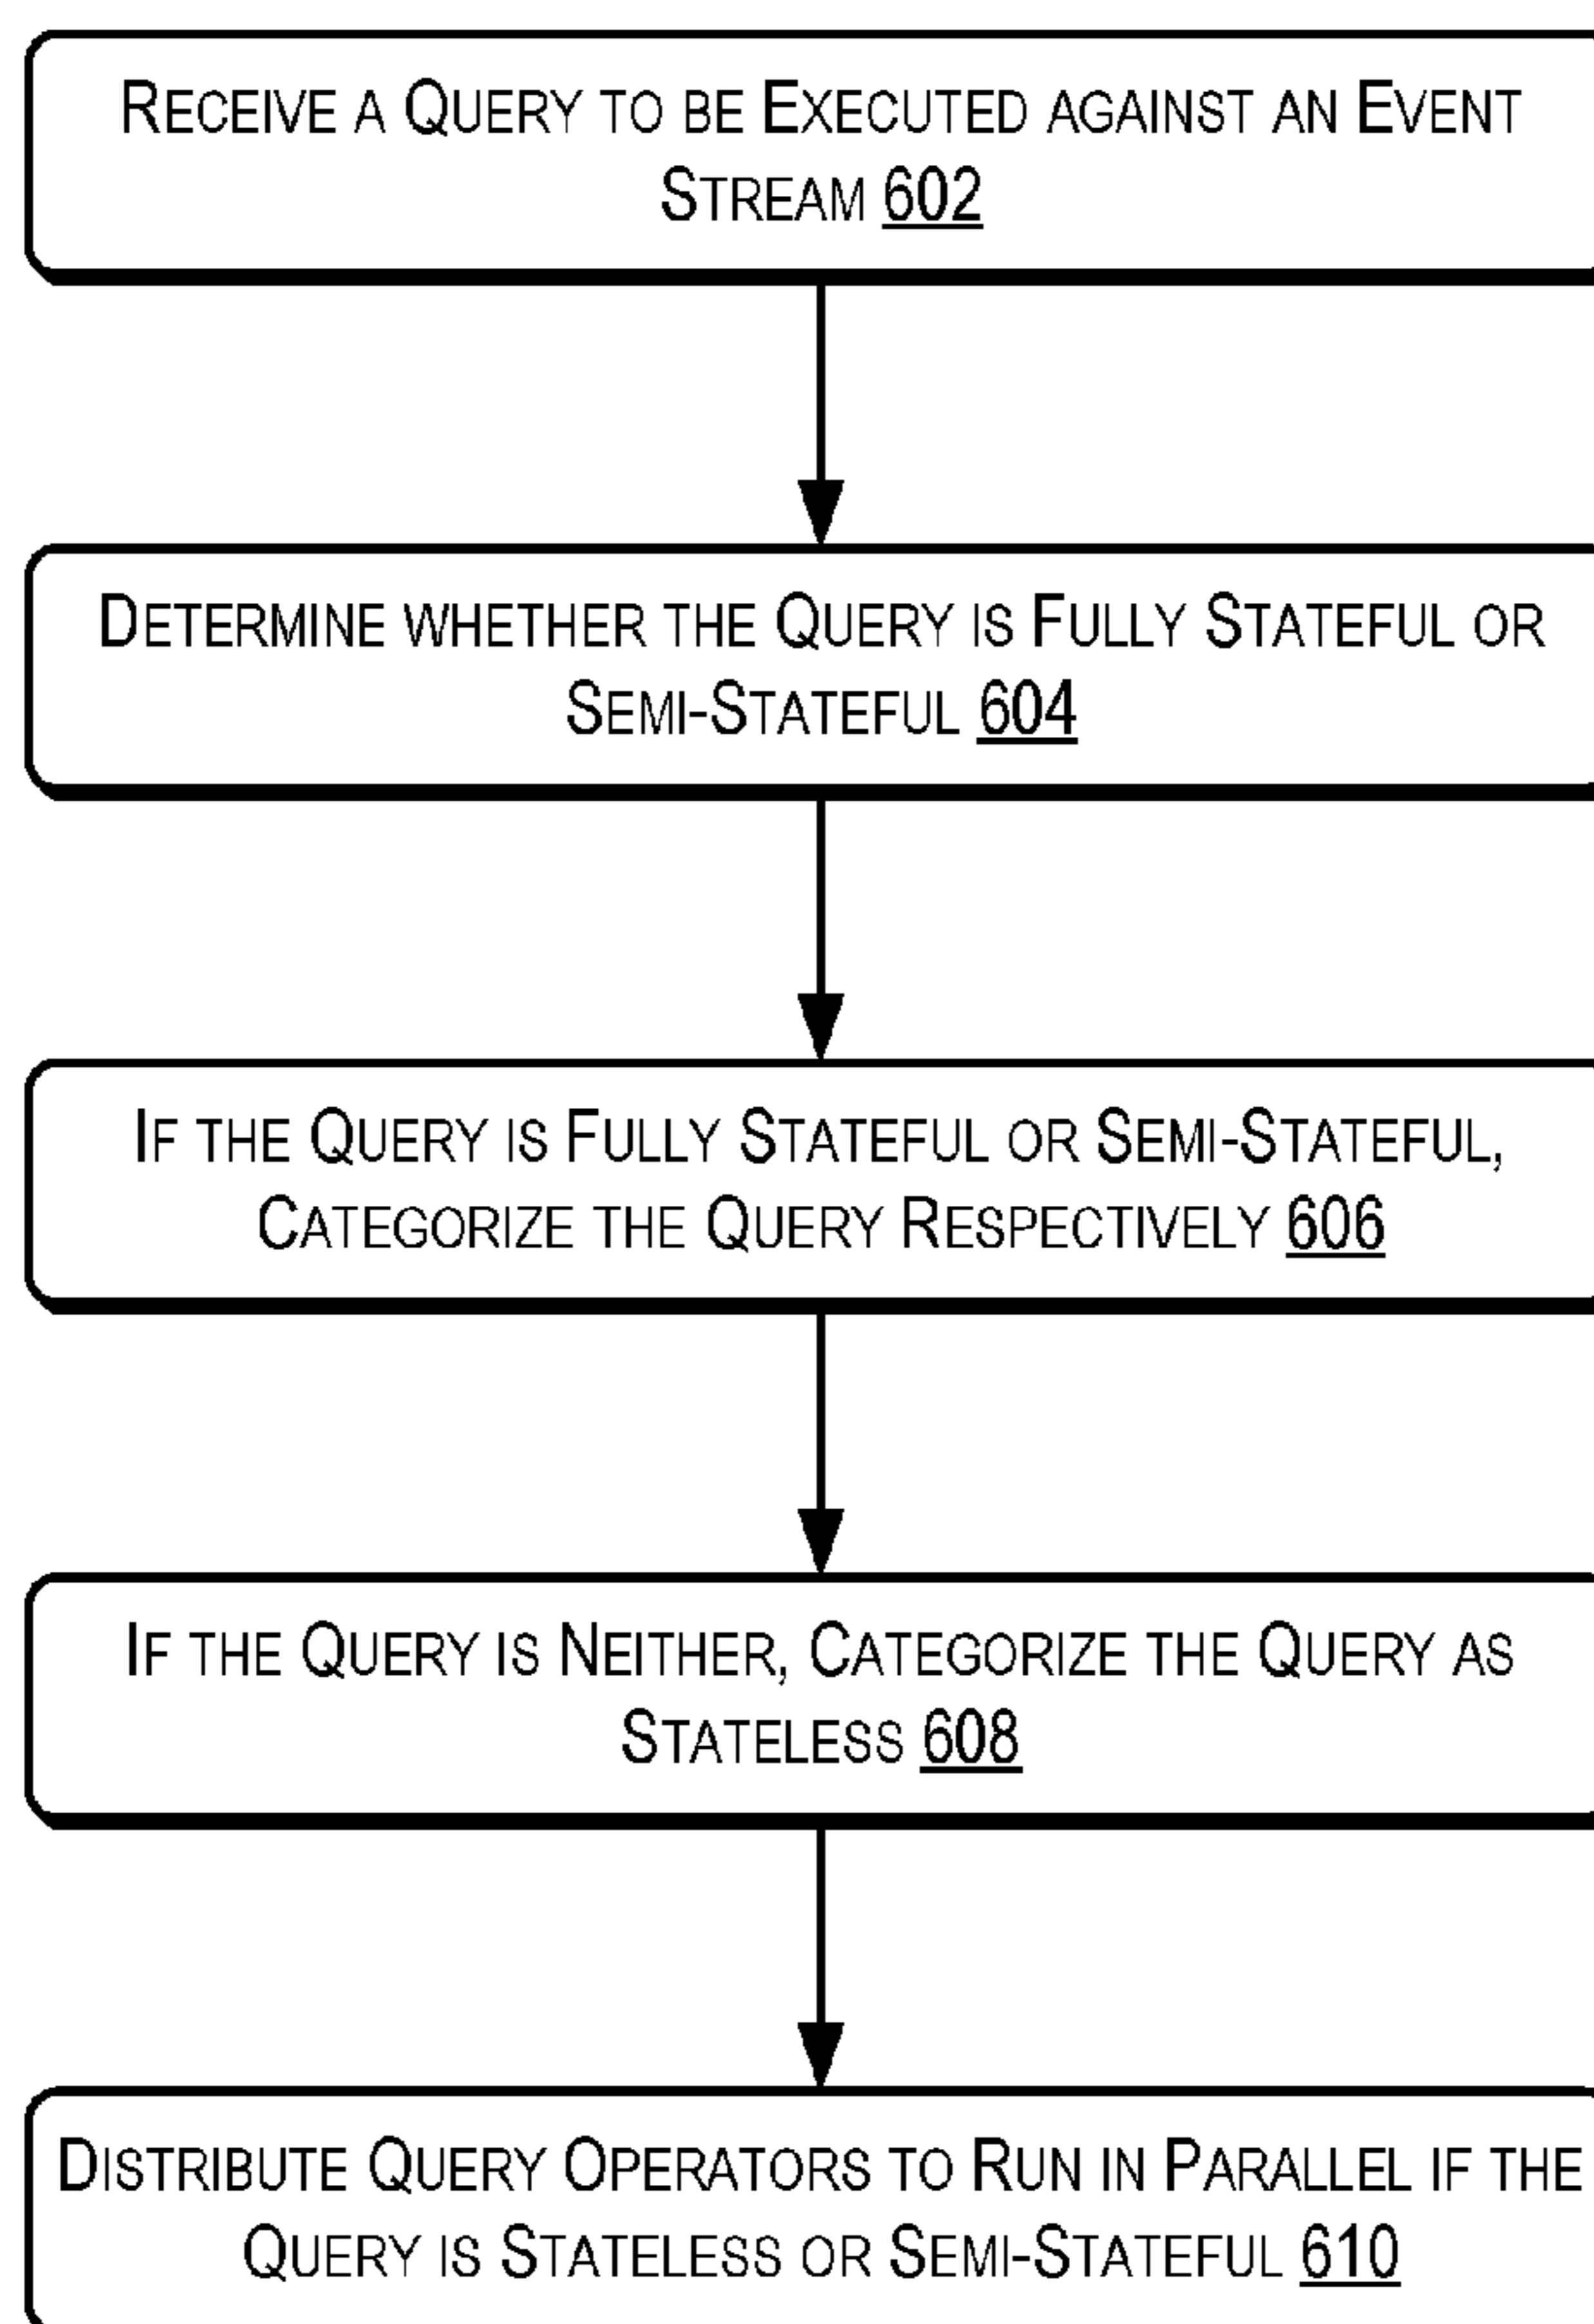 RECEIVE A QUERY TO BE EXECUTED AGAINST AN EVENT
STREAM 602
DETERMINE WHETHER THE QUERY IS FULLY STATEFUL OR
SEMI-STATEFUL 604
IF THE QUERY IS FULLY STATEFUL OR SEMI-STATEFUL,
CATEGORIZE THE QUERY RESPECTIVELY 606
IF THE QUERY IS NEITHER, CATEGORIZE THE QUERY AS
STATELESS 608
DISTRIBUTE QUERY OPERATORS TO RUN IN PARALLEL IF THE
QUERY IS STATELESS OR SEMI-STATEFUL 610